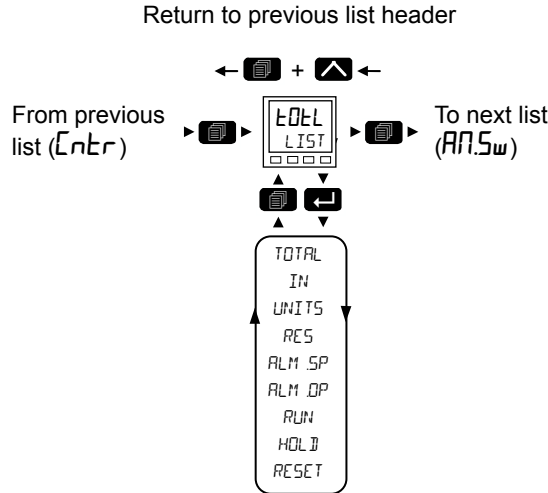 Return to previous list header
+
From previous
list (Cntr)
tOtL
LIST
To next list
(AN.Sw)
TOTAL
IN
UNITS
RES
ALM .SP
ALM .OP
RUN
HOLD
RESET